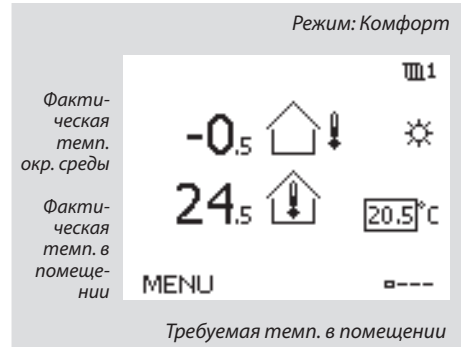 Режим: Комфорт
1
Факти-
ческая
темп.
окр. среды
-0.5
Факти-
ческая
темп. в
помеще-
нии
24.5
20.5°C
MENU
Требуемая темп. в помещении